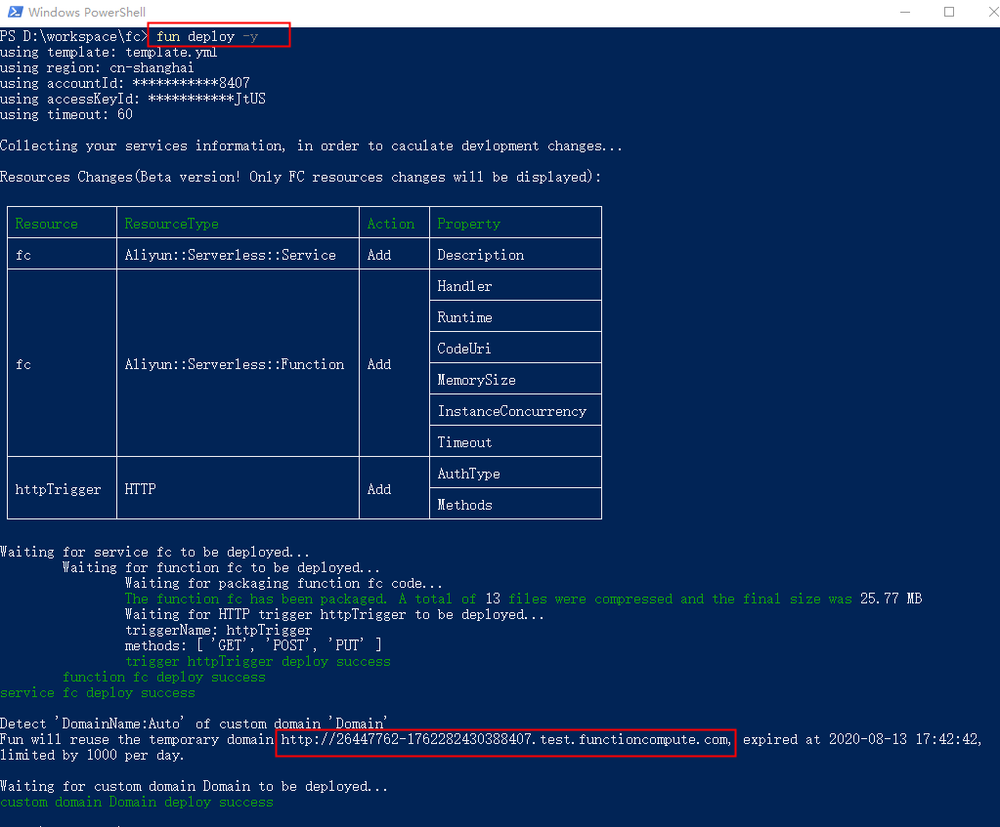 Windows PowerShell
PS D:\workspace\fc> fun deploy -y
using template: template.yml
using region: cn-shanghai
using accountId: ***********8407
using accessKeyId: ***********JtUS
using timeout: 60
Collecting your services information, in order to caculate devlopment changes...
Resources Changes(Beta version! Only FC resources changes will be displayed):
Resource ResourceType Action Property
fc Aliyun::Serverless::Service Add Description
Handler
Runtime
CodeUri
fc Aliyun::Serverless::Function Add
MemorySize
InstanceConcurrency
Timeout
AuthType
httpTrigger HTTP Add
Methods
Waiting for service fc to be deployed...
Waiting for function fc to be deployed...
Waiting for packaging function fc code...
The function fc has been packaged. A total of 13 files were compressed and the final size was 25.77 MB
Waiting for HTTP trigger httpTrigger to be deployed...
triggerName: httpTrigger
methods: [ 'GET', 'POST', 'PUT' ]
trigger httpTrigger deploy success
function fc deploy success
service fc deploy success
Detect 'DomainName:Auto' of custom domain 'Domain'
Fun will reuse the temporary domain http://26447762-1762282430388407.test.functioncompute.com, expired at 2020-08-13 17:42:42,
limited by 1000 per day.
Waiting for custom domain Domain to be deployed...
custom domain Domain deploy success